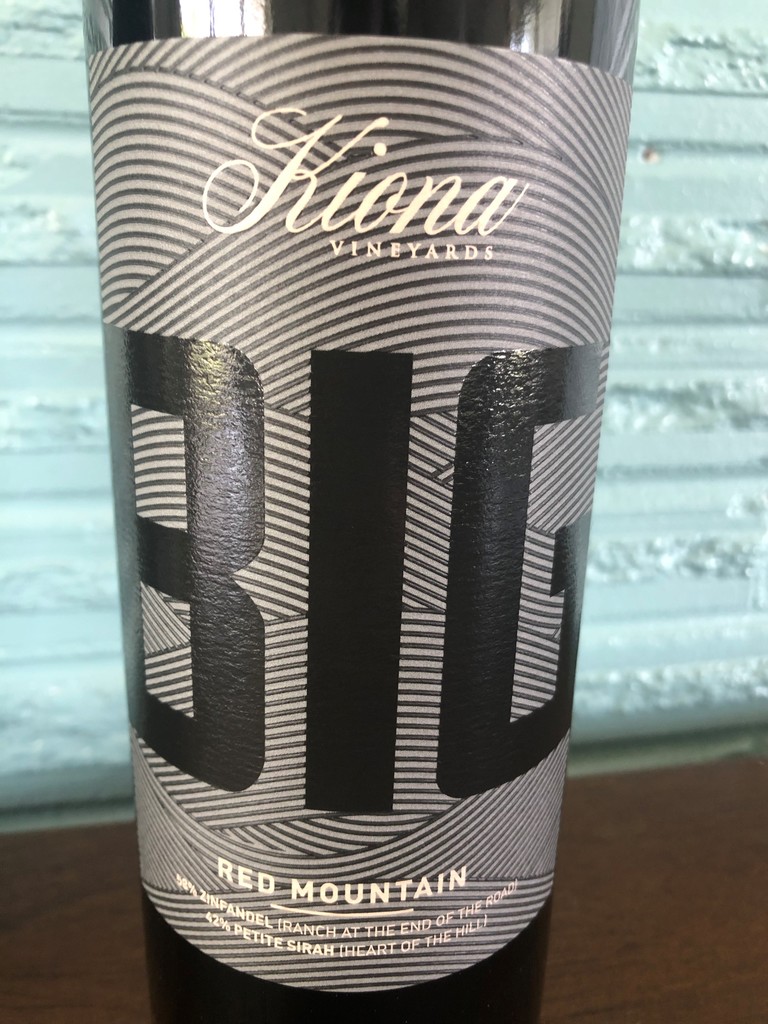 Kiona
VINEYARDS
BIG
RED MOUNTAIN
58% ZINFANDEL (RANCH AT THE END OF THE ROAD)
42% PETITE SIRAH (HEART OF THE HILL)